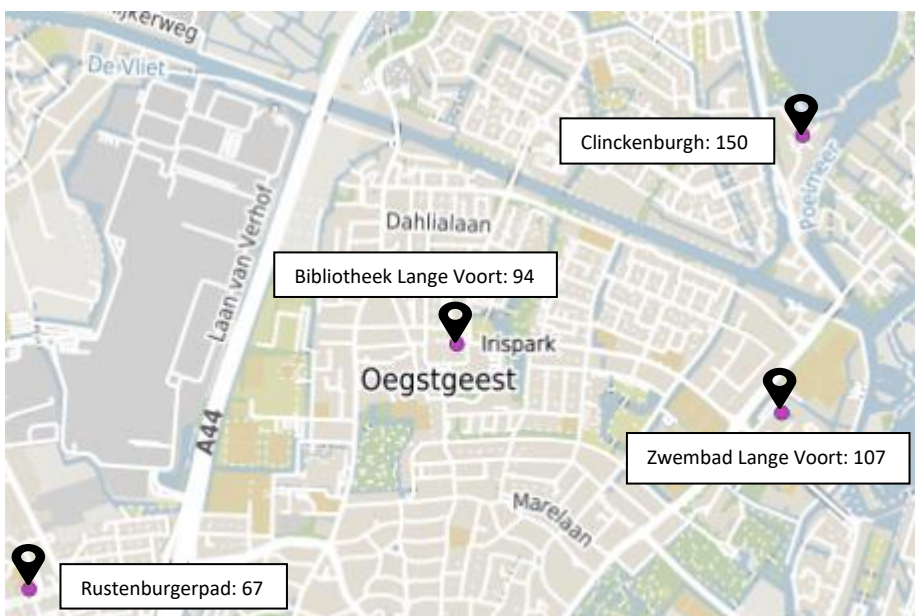 ijkerweg
De Vliet
Clinckenburgh: 150
Poelmeer
Laan van Verhof
Dahlialaan
Bibliotheek Lange Voort: 94
Irispark
Oegstgeest
A44
Zwembad Lange Voort: 107
Marelaan
Rustenburgerpad: 67